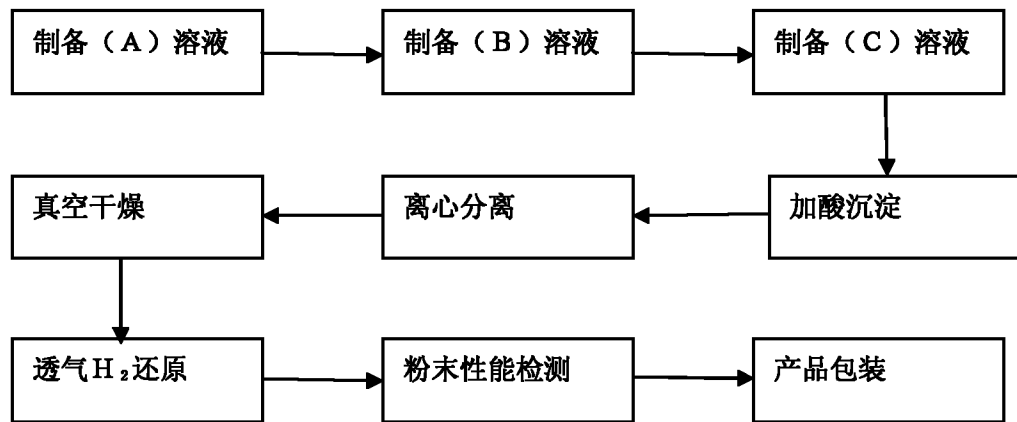 制备（A）溶液
制备（B）溶液
制备（C）溶液
真空干燥
离心分离
加酸沉淀
透气H₂还原
粉末性能检测
产品包装